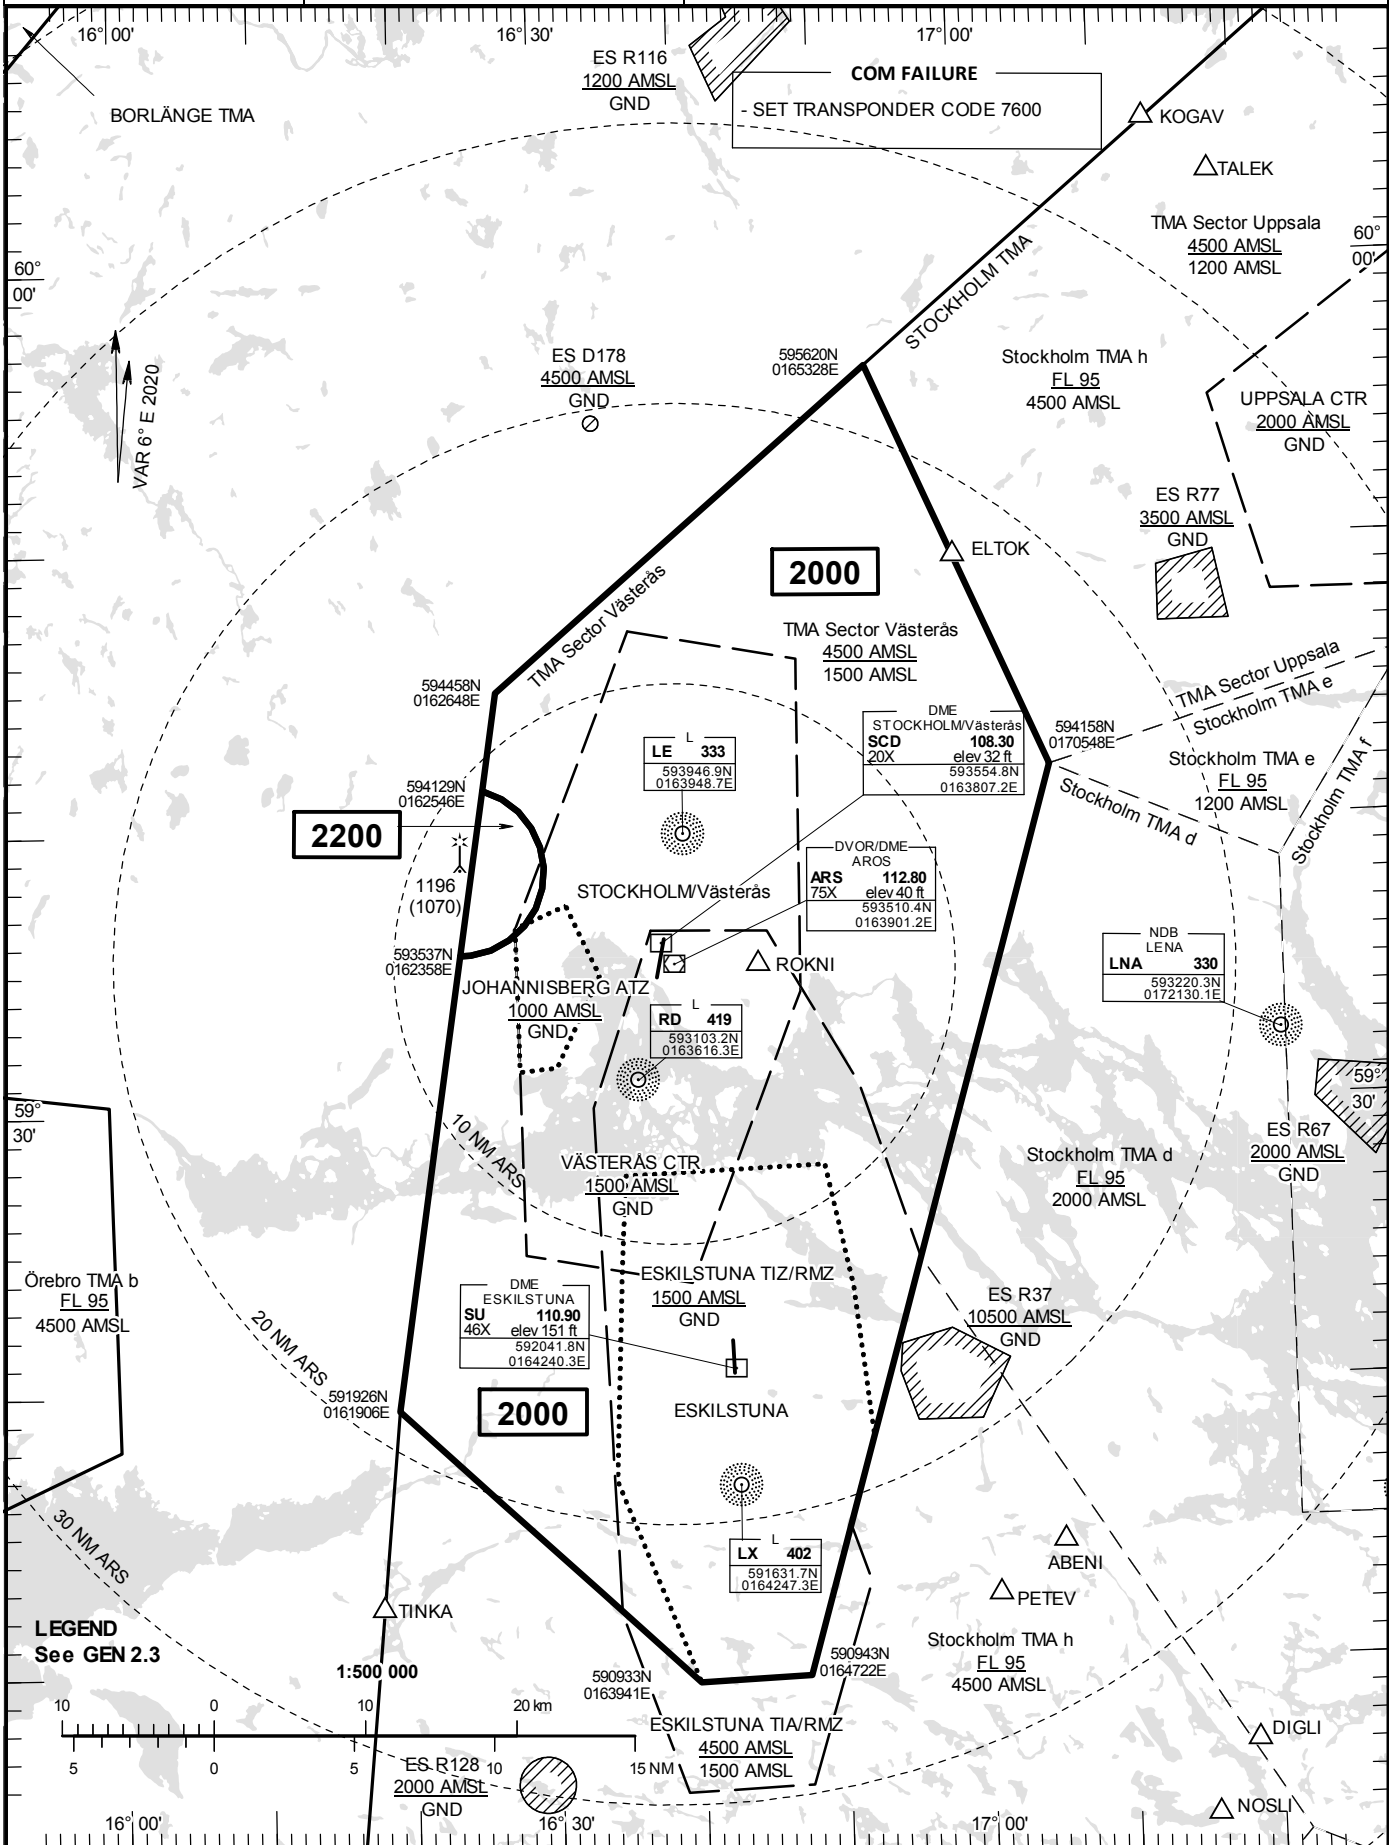 16° 00'
16° 30'
17° 00'
ES R116
1200 AMSL
GND
COM FAILURE
- SET TRANSPONDER CODE 7600
BORLÄNGE TMA
KOGAV
TALEK
TMA Sector Uppsala
4500 AMSL
1200 AMSL
60°
00'
60°
00'
STOCKHOLM TMA
VAR 6° E 2020
ES D178
4500 AMSL
GND
595620N
0165328E
Stockholm TMA h
FL 95
4500 AMSL
UPPSALA CTR
2000 AMSL
GND
ES R77
3500 AMSL
GND
ELTOK
2000
TMA Sector Västerås
TMA Sector Västerås
4500 AMSL
1500 AMSL
594458N
0162648E
TMA Sector Uppsala
Stockholm TMA e
594158N
0170548E
DME
STOCKHOLM/Västerås
SCD 108.30
20X elev 32 ft
593554.8N
0163807.2E
L
LE 333
593946.9N
0163948.7E
Stockholm TMA e
FL 95
1200 AMSL
Stockholm TMA f
Stockholm TMA d
594129N
0162546E
2200
1196
(1070)
DVOR/DME
AROS
ARS 112.80
75X elev 40 ft
593510.4N
0163901.2E
STOCKHOLM/Västerås
593537N
0162358E
ROKNI
NDB
LENA
LNA 330
593220.3N
0172130.1E
JOHANNISBERG ATZ
1000 AMSL
GND
L
RD 419
593103.2N
0163616.3E
59°
30'
59°
30'
10 NM ARS
VÄSTERÅS CTR
1500 AMSL
GND
Stockholm TMA d
FL 95
2000 AMSL
ES R67
2000 AMSL
GND
Örebro TMA b
FL 95
4500 AMSL
20 NM ARS
ESKILSTUNA TIZ/RMZ
1500 AMSL
GND
DME
ESKILSTUNA
SU 110.90
46X elev 151 ft
592041.8N
0164240.3E
ES R37
10500 AMSL
GND
591926N
0161906E
2000
ESKILSTUNA
30 NM ARS
L
LX 402
591631.7N
0164247.3E
ABENI
PETEV
TINKA
LEGEND
See GEN 2.3
Stockholm TMA h
FL 95
4500 AMSL
590943N
0164722E
590933N
0163941E
1:500 000
10 0 10 20 km
5 0 5 10 15 NM
ESKILSTUNA TIA/RMZ
4500 AMSL
1500 AMSL
DIGLI
ES R128
2000 AMSL
GND
NOSLI
16° 00'
16° 30'
17° 00'